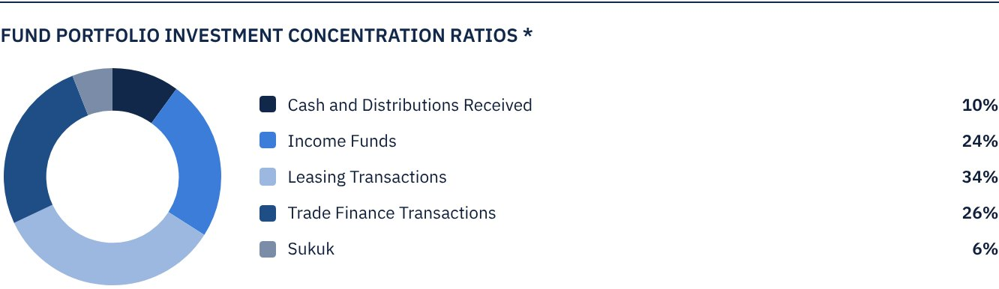 FUND PORTFOLIO INVESTMENT CONCENTRATION RATIOS *
Cash and Distributions Received 10%
Income Funds 24%
Leasing Transactions 34%
Trade Finance Transactions 26%
Sukuk 6%